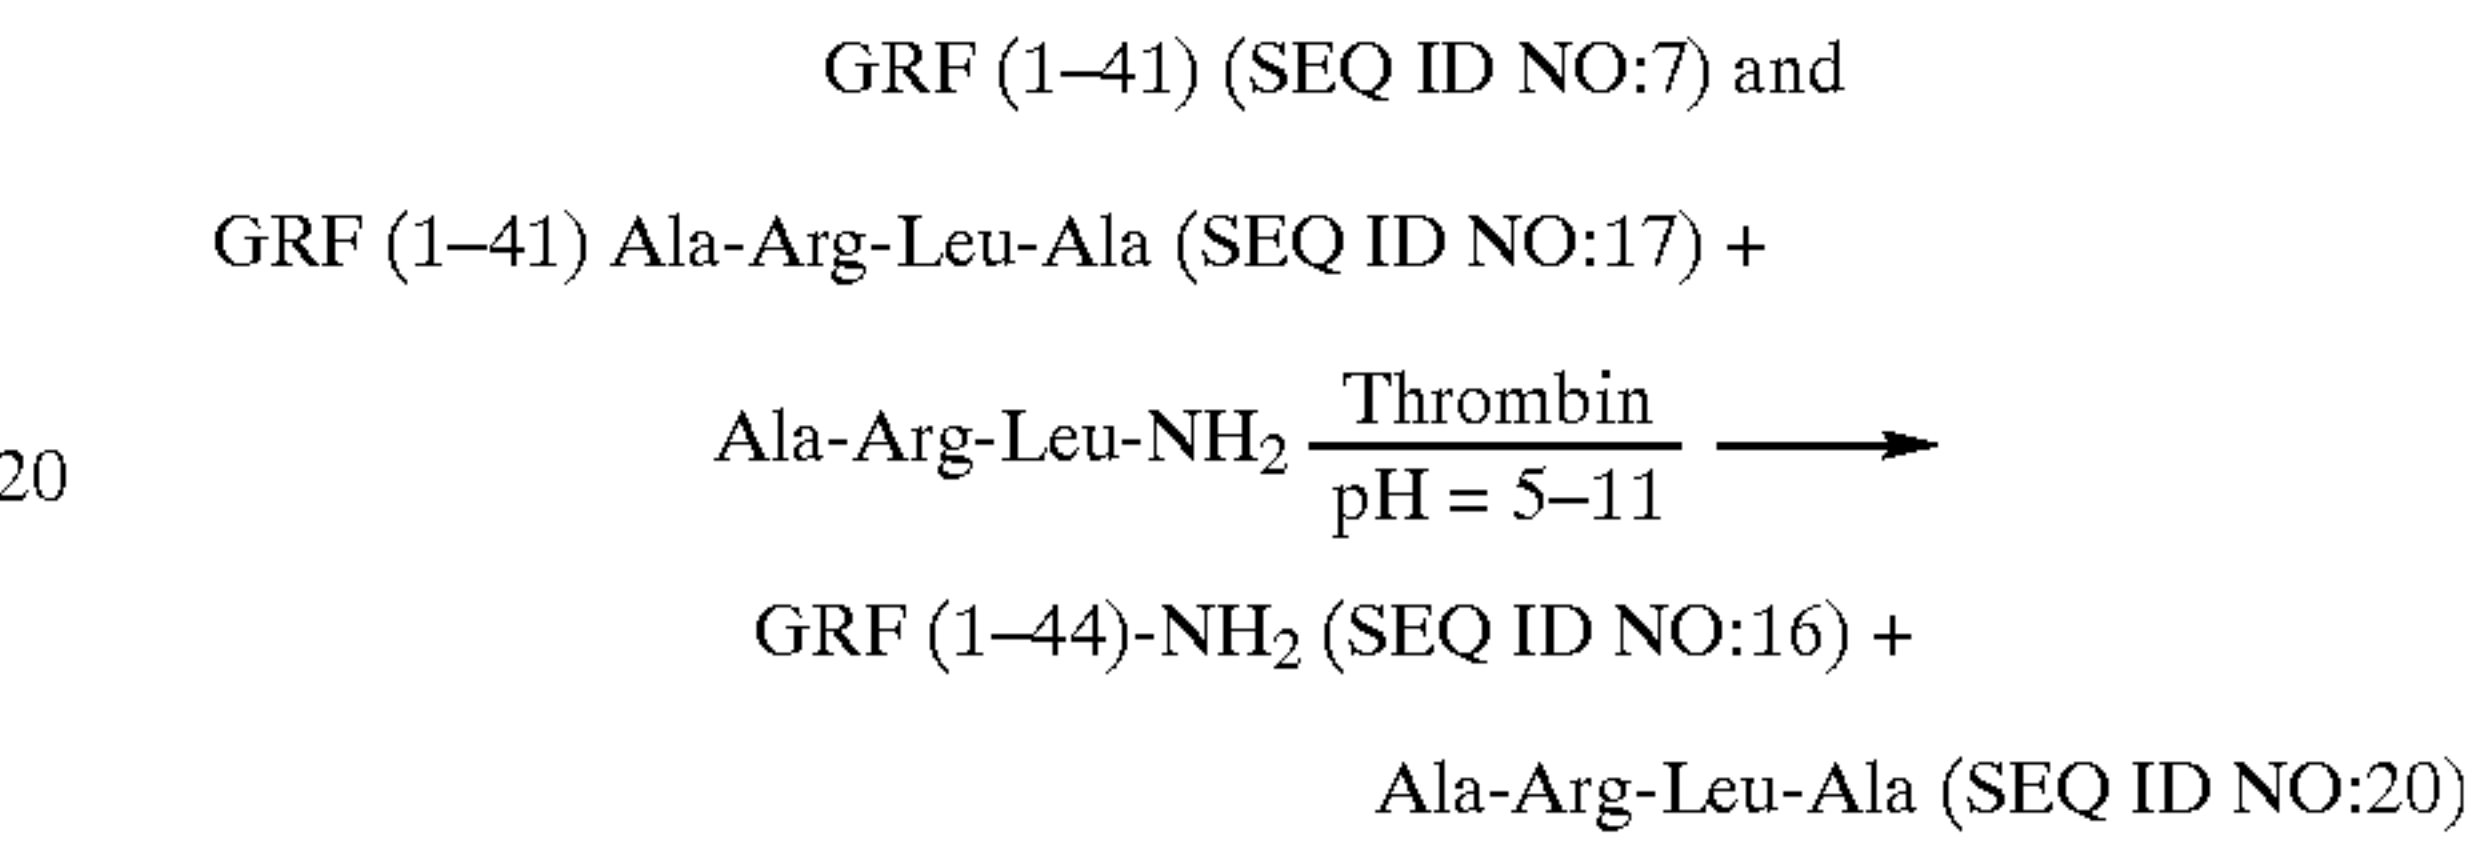 GRF (1–41) (SEQ ID NO:7) and
GRF (1–41) Ala-Arg-Leu-Ala (SEQ ID NO:17) +
Thrombin
Ala-Arg-Leu-NH₂
20
pH = 5–11
GRF (1–44)-NH₂ (SEQ ID NO:16) +
Ala-Arg-Leu-Ala (SEQ ID NO:20)